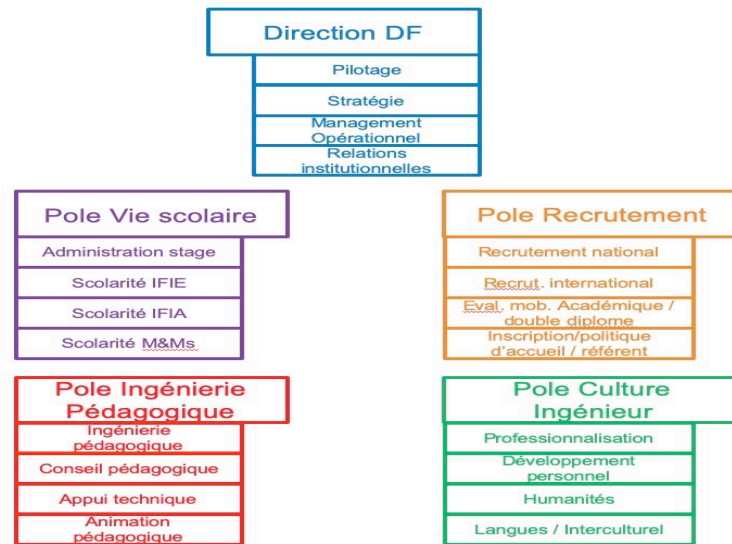 Direction DF
Pilotage
Stratégie
Management
Opérationnel
Relations
institutionnelles
Pole Vie scolaire
Administration stage
Scolarité IFIE
Scolarité IFIA
Scolarité M&Ms
Pole Recrutement
Recrutement national
Recrut. international
Eval. mob. Académique /
double diplome
Inscription/politique
d'accueil / référent
Pole Ingénierie
Pédagogique
Ingénierie
pédagogique
Conseil pédagogique
Appui technique
Animation
pédagogique
Pole Culture
Ingénieur
Professionnalisation
Développement
personnel
Humanités
Langues / Interculturel